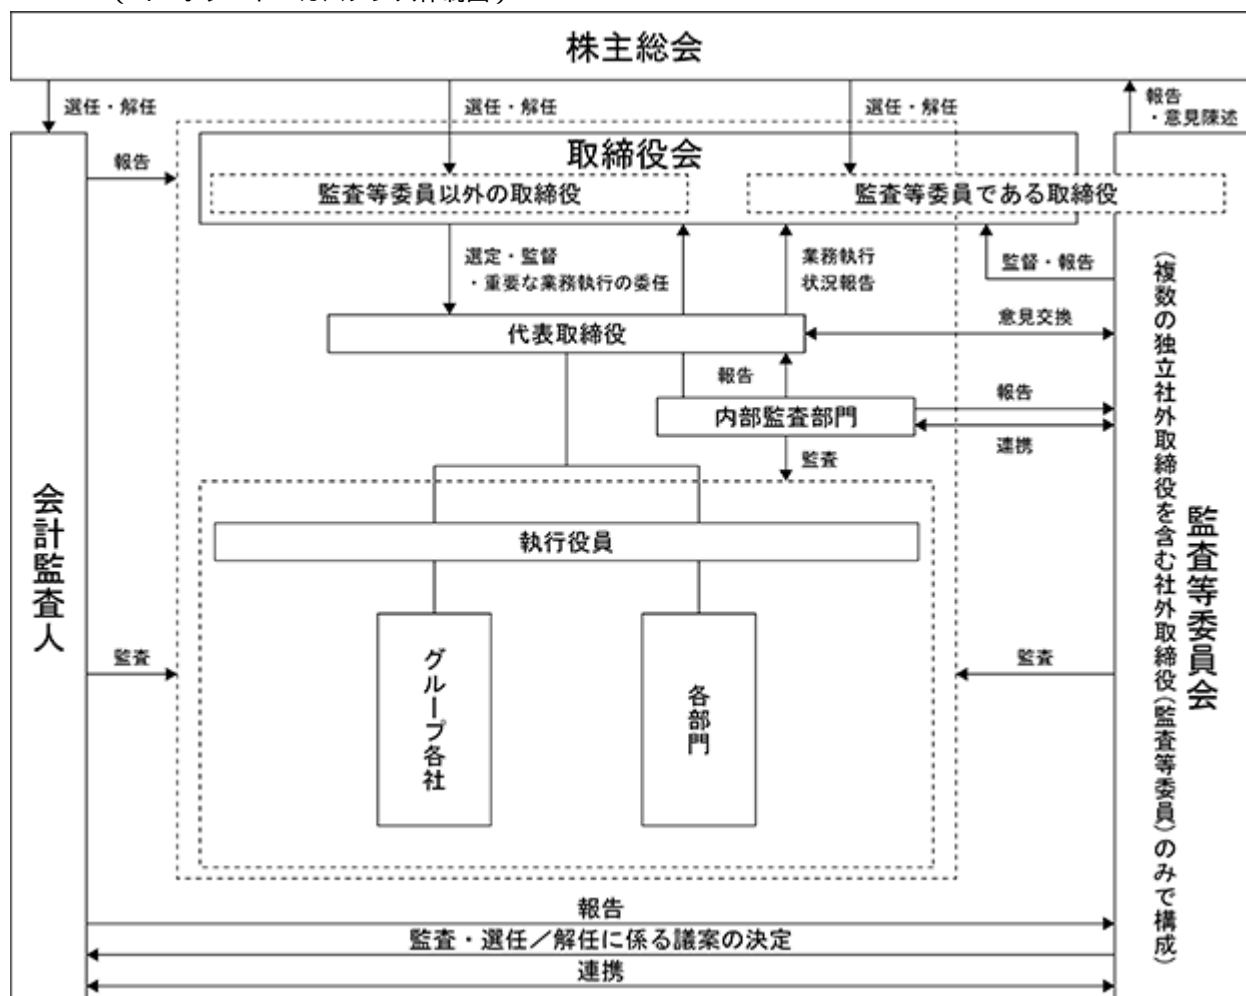 株主総会
選任・解任
選任・解任
選任・解任
報告
・意見陳述
報告
取締役会
監査等委員以外の取締役
監査等委員である取締役
選定・監督
・重要な業務執行の委任
業務執行
状況報告
監督・報告
代表取締役
意見交換
報告
内部監査部門
報告
連携
監査
執行役員
会計監査人
監査
グループ各社
各部門
監査
監査等委員会
（複数の独立社外取締役を含む社外取締役（監査等委員）のみで構成）
報告
監査・選任／解任に係る議案の決定
連携